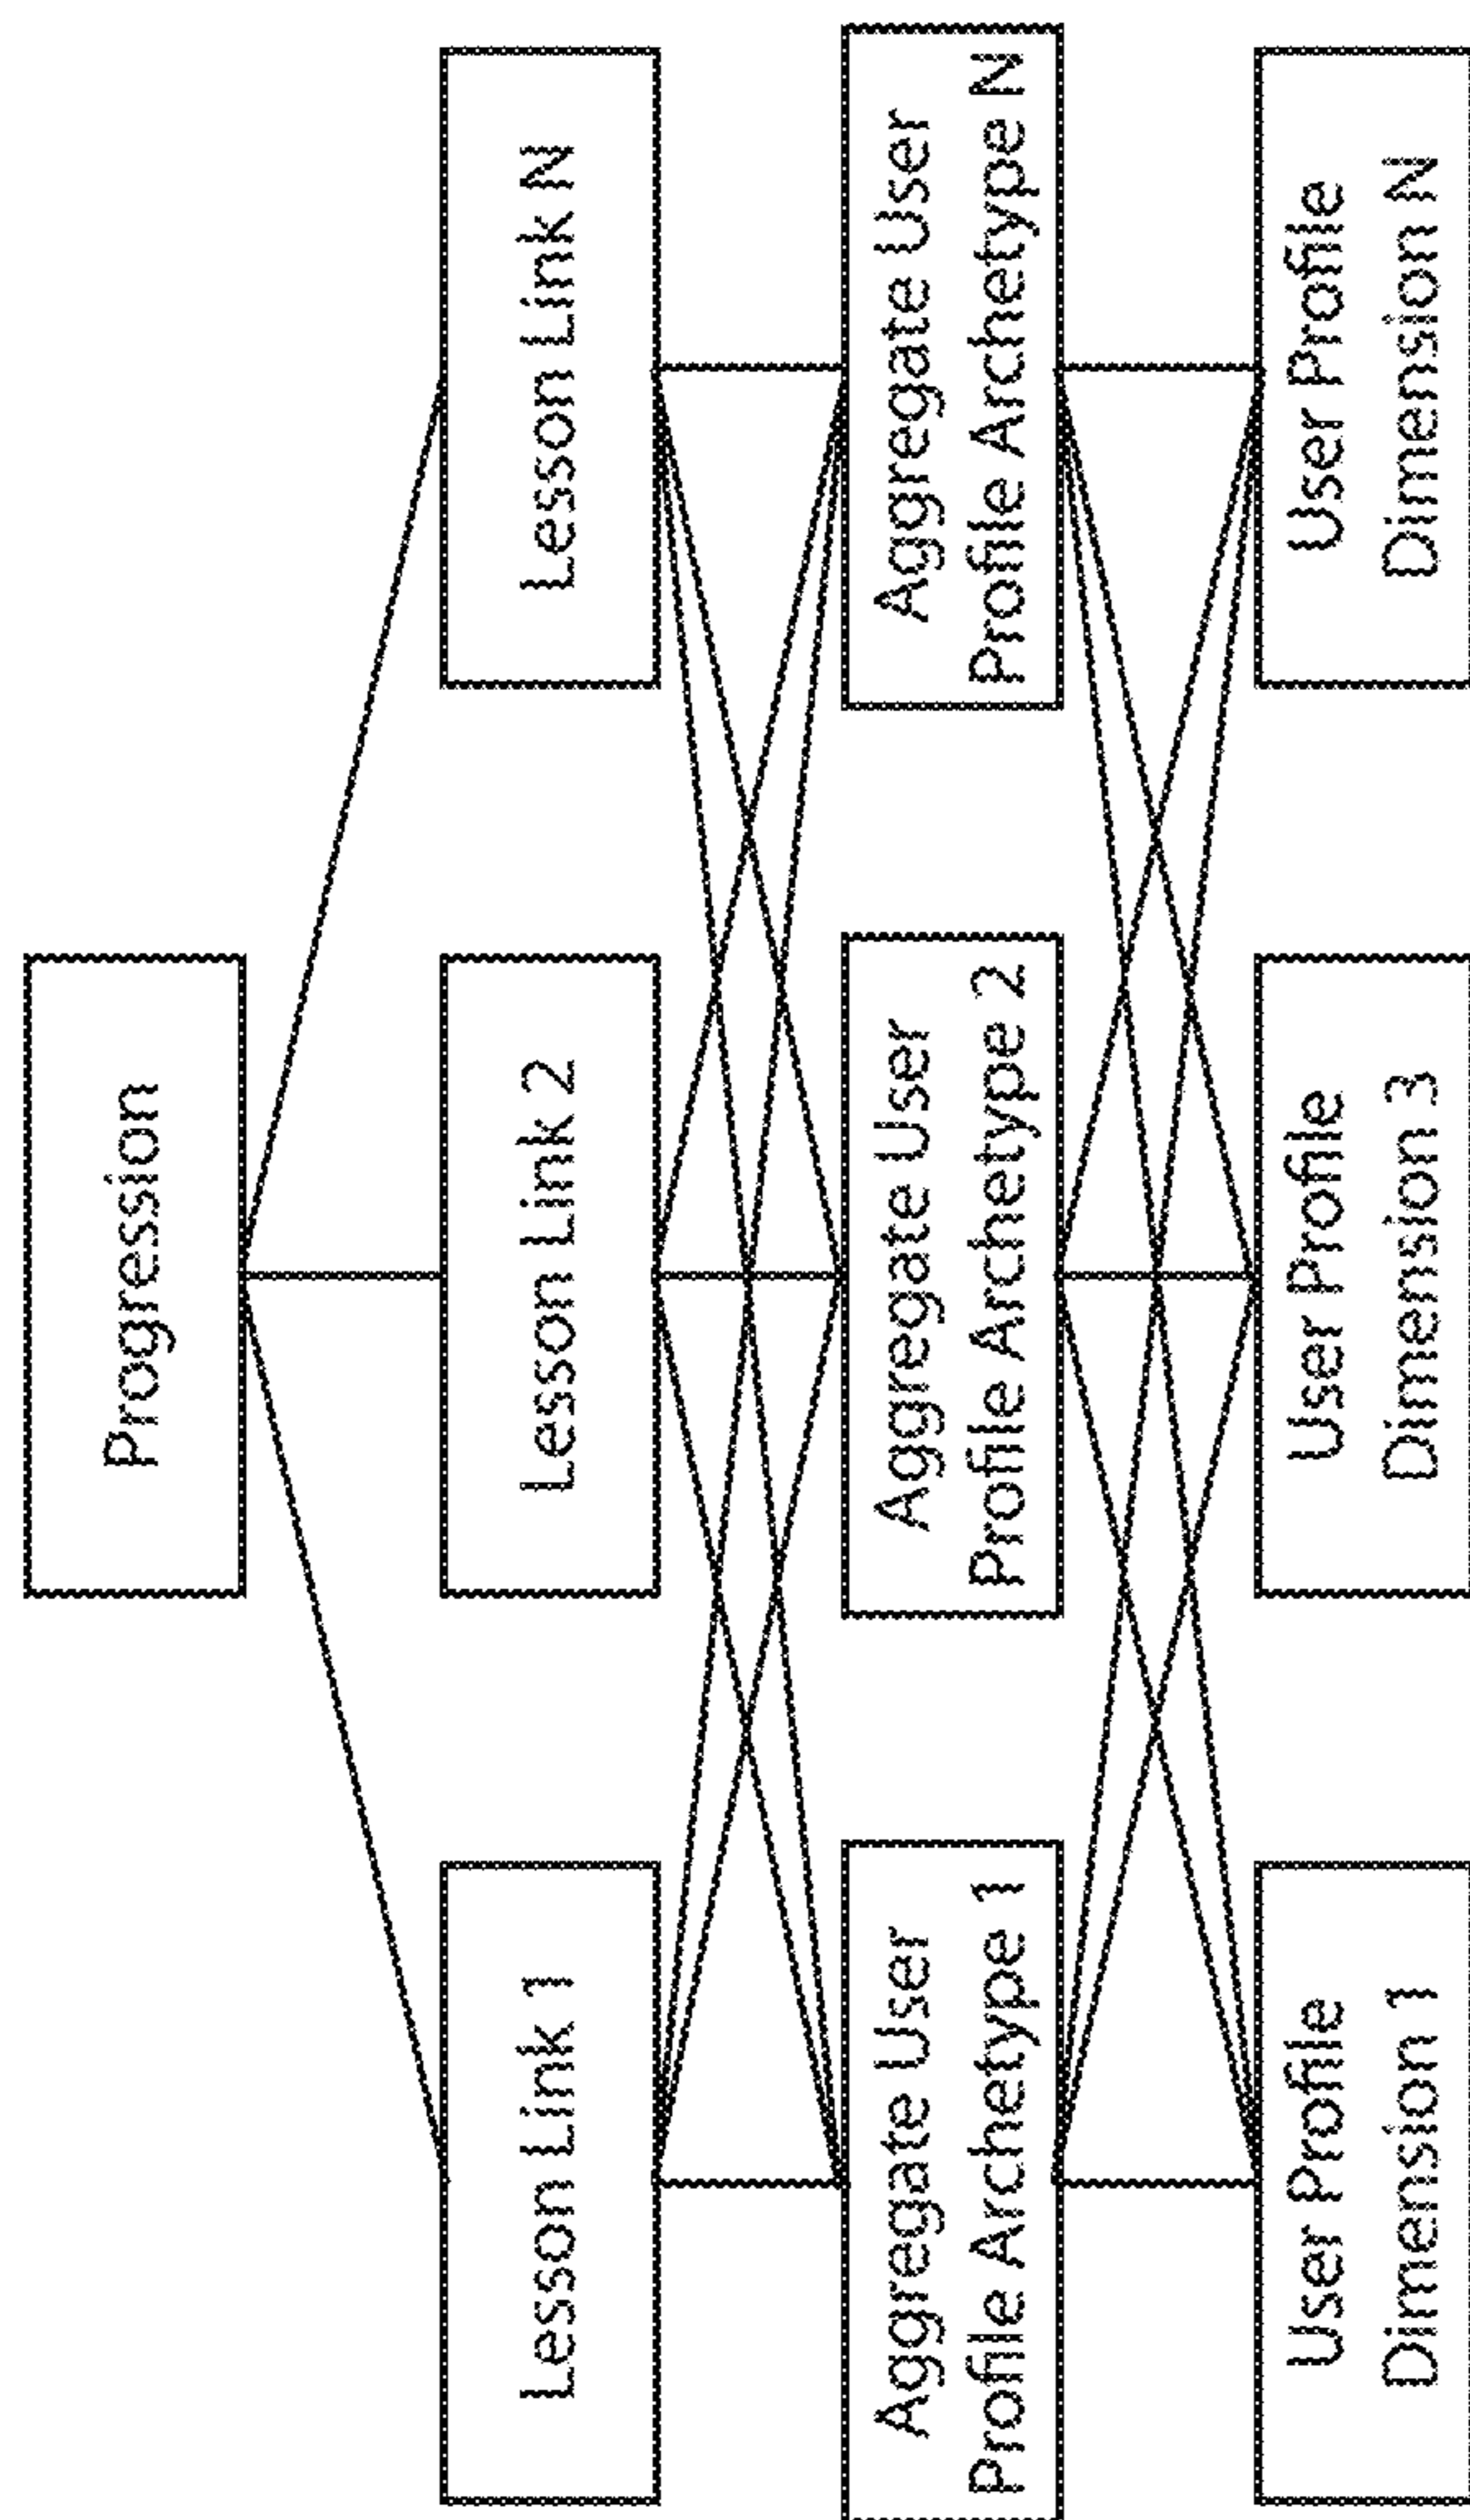 Progression
Lesson Link 1
Lesson Link 2
Lesson Link N
Aggregate User
Profile Archetype 1
Aggregate User
Profile Archetype 2
Aggregate User
Profile Archetype N
User Profile
Dimension 1
User Profile
Dimension 3
User Profile
Dimension N